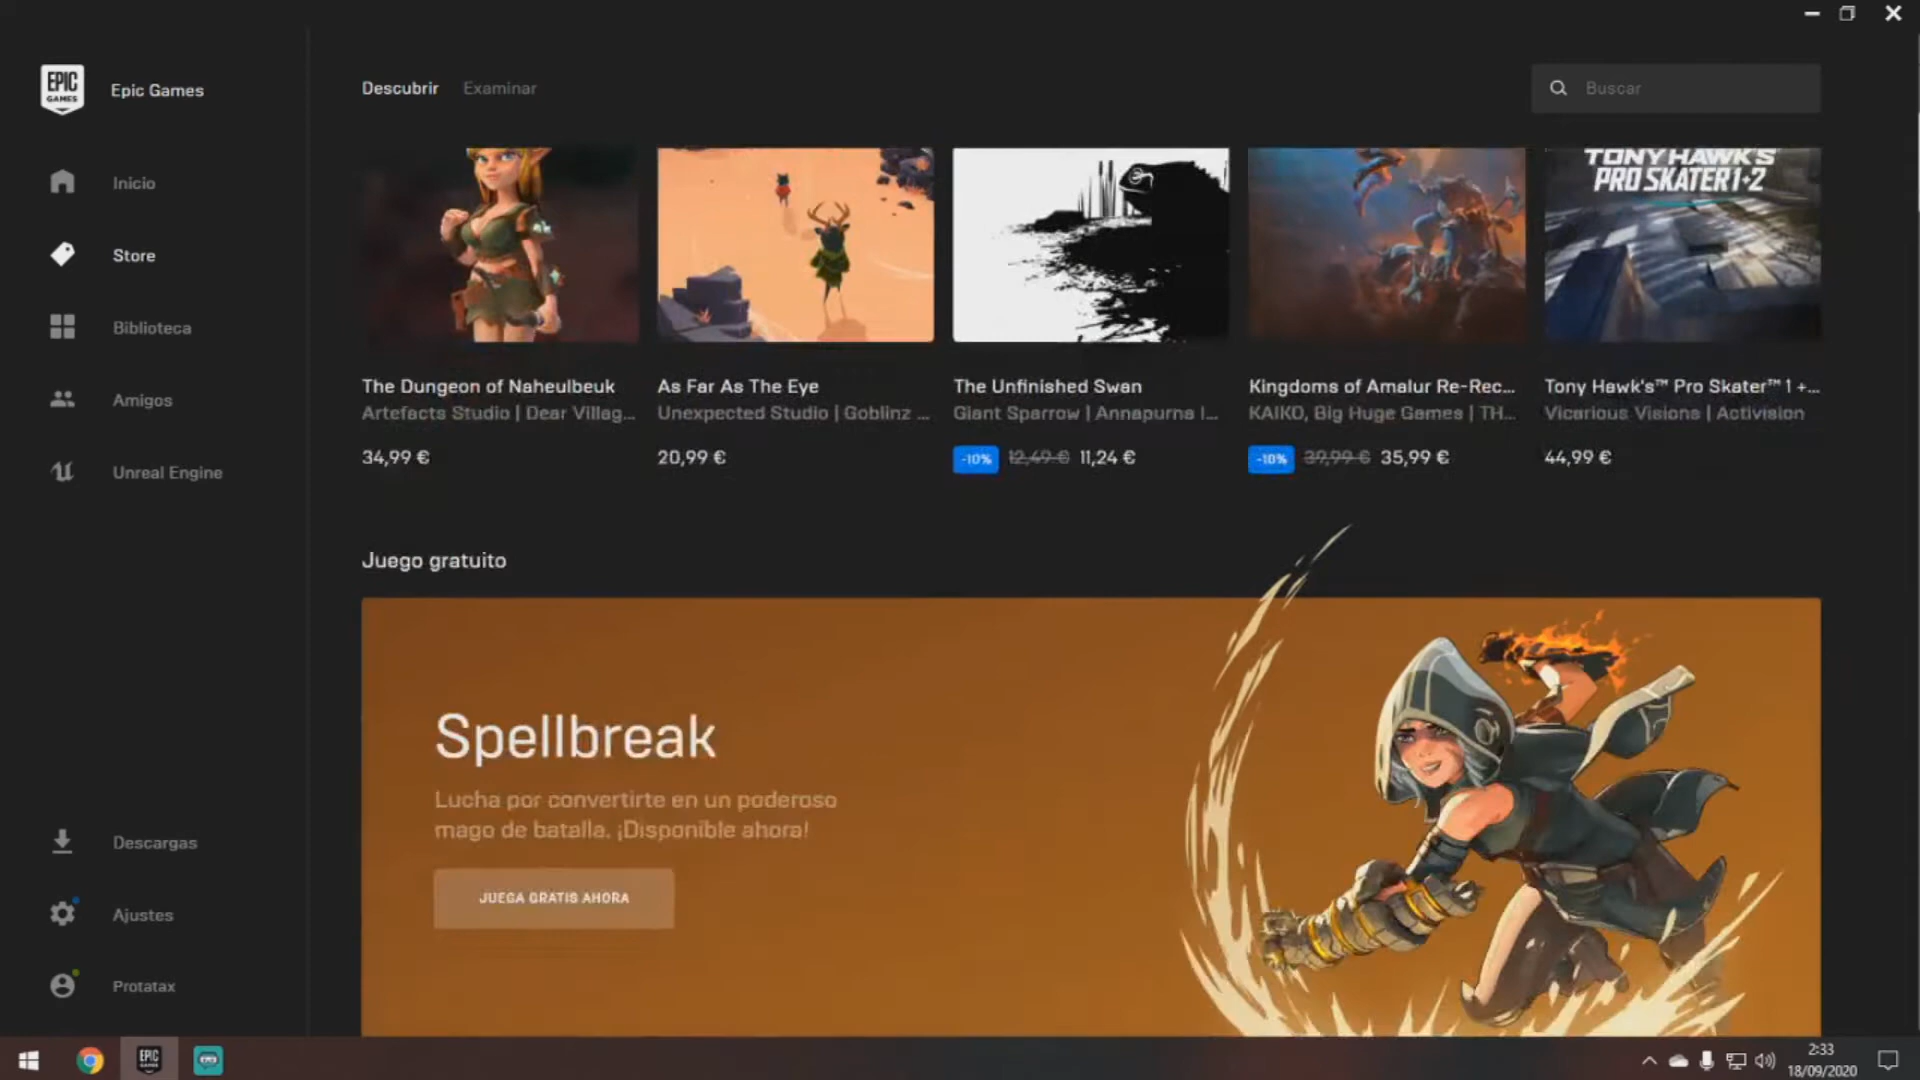 EPIC GAMES
Epic Games
Descubrir
Examinar
Buscar
Inicio
Store
Biblioteca
Amigos
Unreal Engine
TONY HAWK'S
PRO SKATER 1+2
The Dungeon of Naheulbeuk
Artefacts Studio | Dear Villag...
34,99 €
As Far As The Eye
Unexpected Studio | Goblinz ...
20,99 €
The Unfinished Swan
Giant Sparrow | Annapurna I...
-10% 12,49 € 11,24 €
Kingdoms of Amalur Re-Rec...
KAIKO, Big Huge Games | TH...
-10% 39,99 € 35,99 €
Tony Hawk's™ Pro Skater™ 1 +...
Vicarious Visions | Activision
44,99 €
Juego gratuito
Spellbreak
Lucha por convertirte en un poderoso
mago de batalla. ¡Disponible ahora!
JUEGA GRATIS AHORA
Descargas
Ajustes
Protatax
EPIC GAMES
2:33
18/09/2020